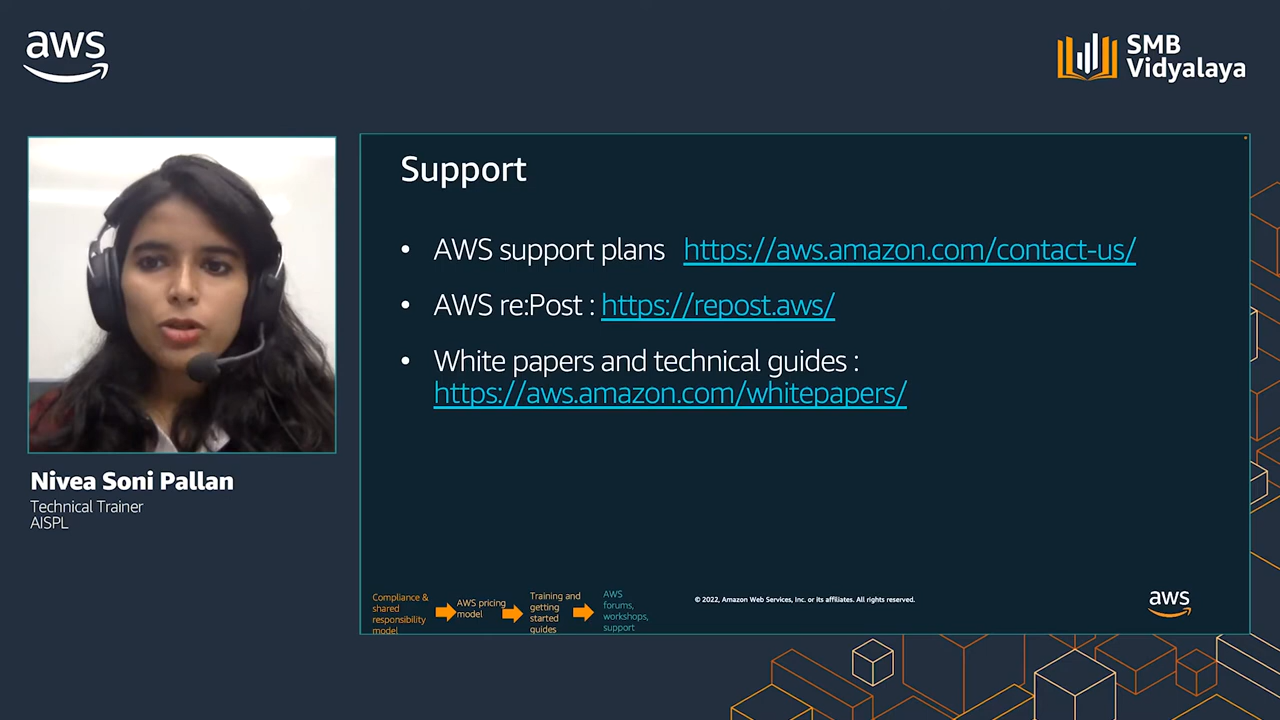 aws
SMB
Vidyalaya
Support
• AWS support plans https://aws.amazon.com/contact-us/
• AWS re:Post : https://repost.aws/
• White papers and technical guides :
https://aws.amazon.com/whitepapers/
Nivea Soni Pallan
Technical Trainer
AISPL
Compliance &
shared
responsibility
model
AWS pricing
model
Training and
getting
started
guides
AWS
forums,
workshops,
support
© 2022, Amazon Web Services, Inc. or its affiliates. All rights reserved.
aws